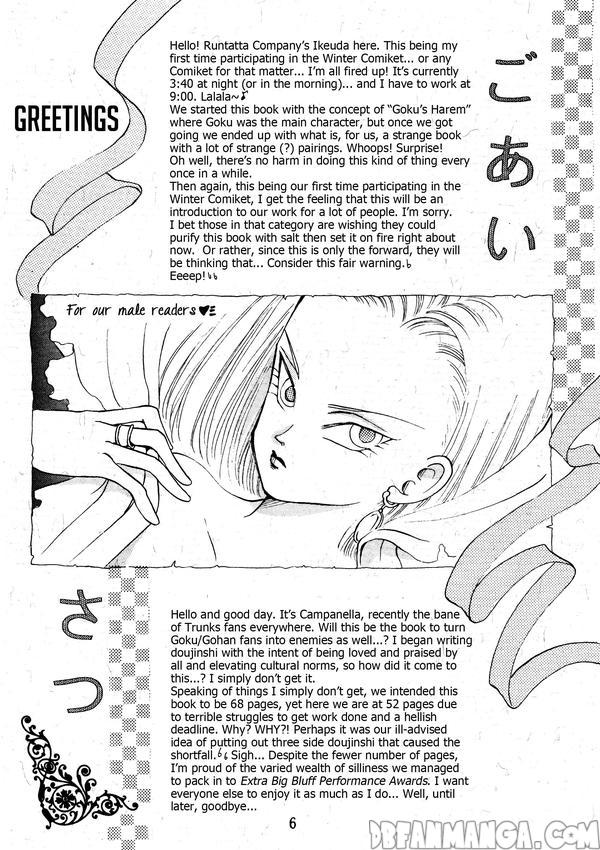 GREETINGS
Hello! Runtatta Company's Ikeuda here. This being my
first time participating in the Winter Comiket... or any
Comiket for that matter... I'm all fired up! It's currently
3:40 at night (or in the morning)... and I have to work at
9:00. Lalala~♪
We started this book with the concept of "Goku's Harem"
where Goku was the main character, but once we got
going we ended up with what is, for us, a strange book
with a lot of strange (?) pairings. Whoops! Surprise!
Oh well, there's no harm in doing this kind of thing every
once in a while.
Then again, this being our first time participating in the
Winter Comiket, I get the feeling that this will be an
introduction to our work for a lot of people. I'm sorry.
I bet those in that category are wishing they could
purify this book with salt then set it on fire right about
now. Or rather, since this is only the forward, they will
be thinking that... Consider this fair warning.
Eeeep!
ごあい
For our male readers♥
さつ
Hello and good day. It's Campanella, recently the bane
of Trunks fans everywhere. Will this be the book to turn
Goku/Gohan fans into enemies as well...? I began writing
doujinshi with the intent of being loved and praised by
all and elevating cultural norms, so how did it come to
this...? I simply don't get it.
Speaking of things I simply don't get, we intended this
book to be 68 pages, yet here we are at 52 pages due
to terrible struggles to get work done and a hellish
deadline. Why? WHY?! Perhaps it was our ill-advised
idea of putting out three side doujinshi that caused the
shortfall. Sigh... Despite the fewer number of pages,
I'm proud of the varied wealth of silliness we managed
to pack in to Extra Big Bluff Performance Awards. I want
everyone else to enjoy it as much as I do... Well, until
later, goodbye...
6
DBFANMANGA.COM